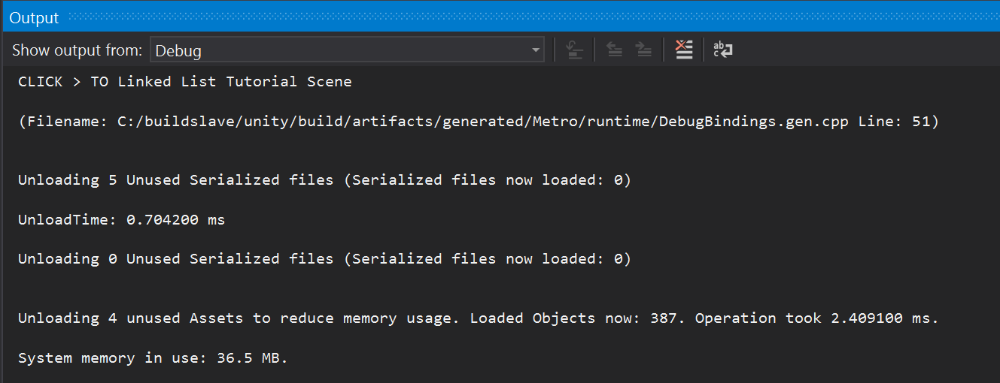 Output
Show output from: Debug
CLICK > TO Linked List Tutorial Scene
(Filename: C:/buildslave/unity/build/artifacts/generated/Metro/runtime/DebugBindings.gen.cpp Line: 51)
Unloading 5 Unused Serialized files (Serialized files now loaded: 0)
UnloadTime: 0.704200 ms
Unloading 0 Unused Serialized files (Serialized files now loaded: 0)
Unloading 4 unused Assets to reduce memory usage. Loaded Objects now: 387. Operation took 2.409100 ms.
System memory in use: 36.5 MB.